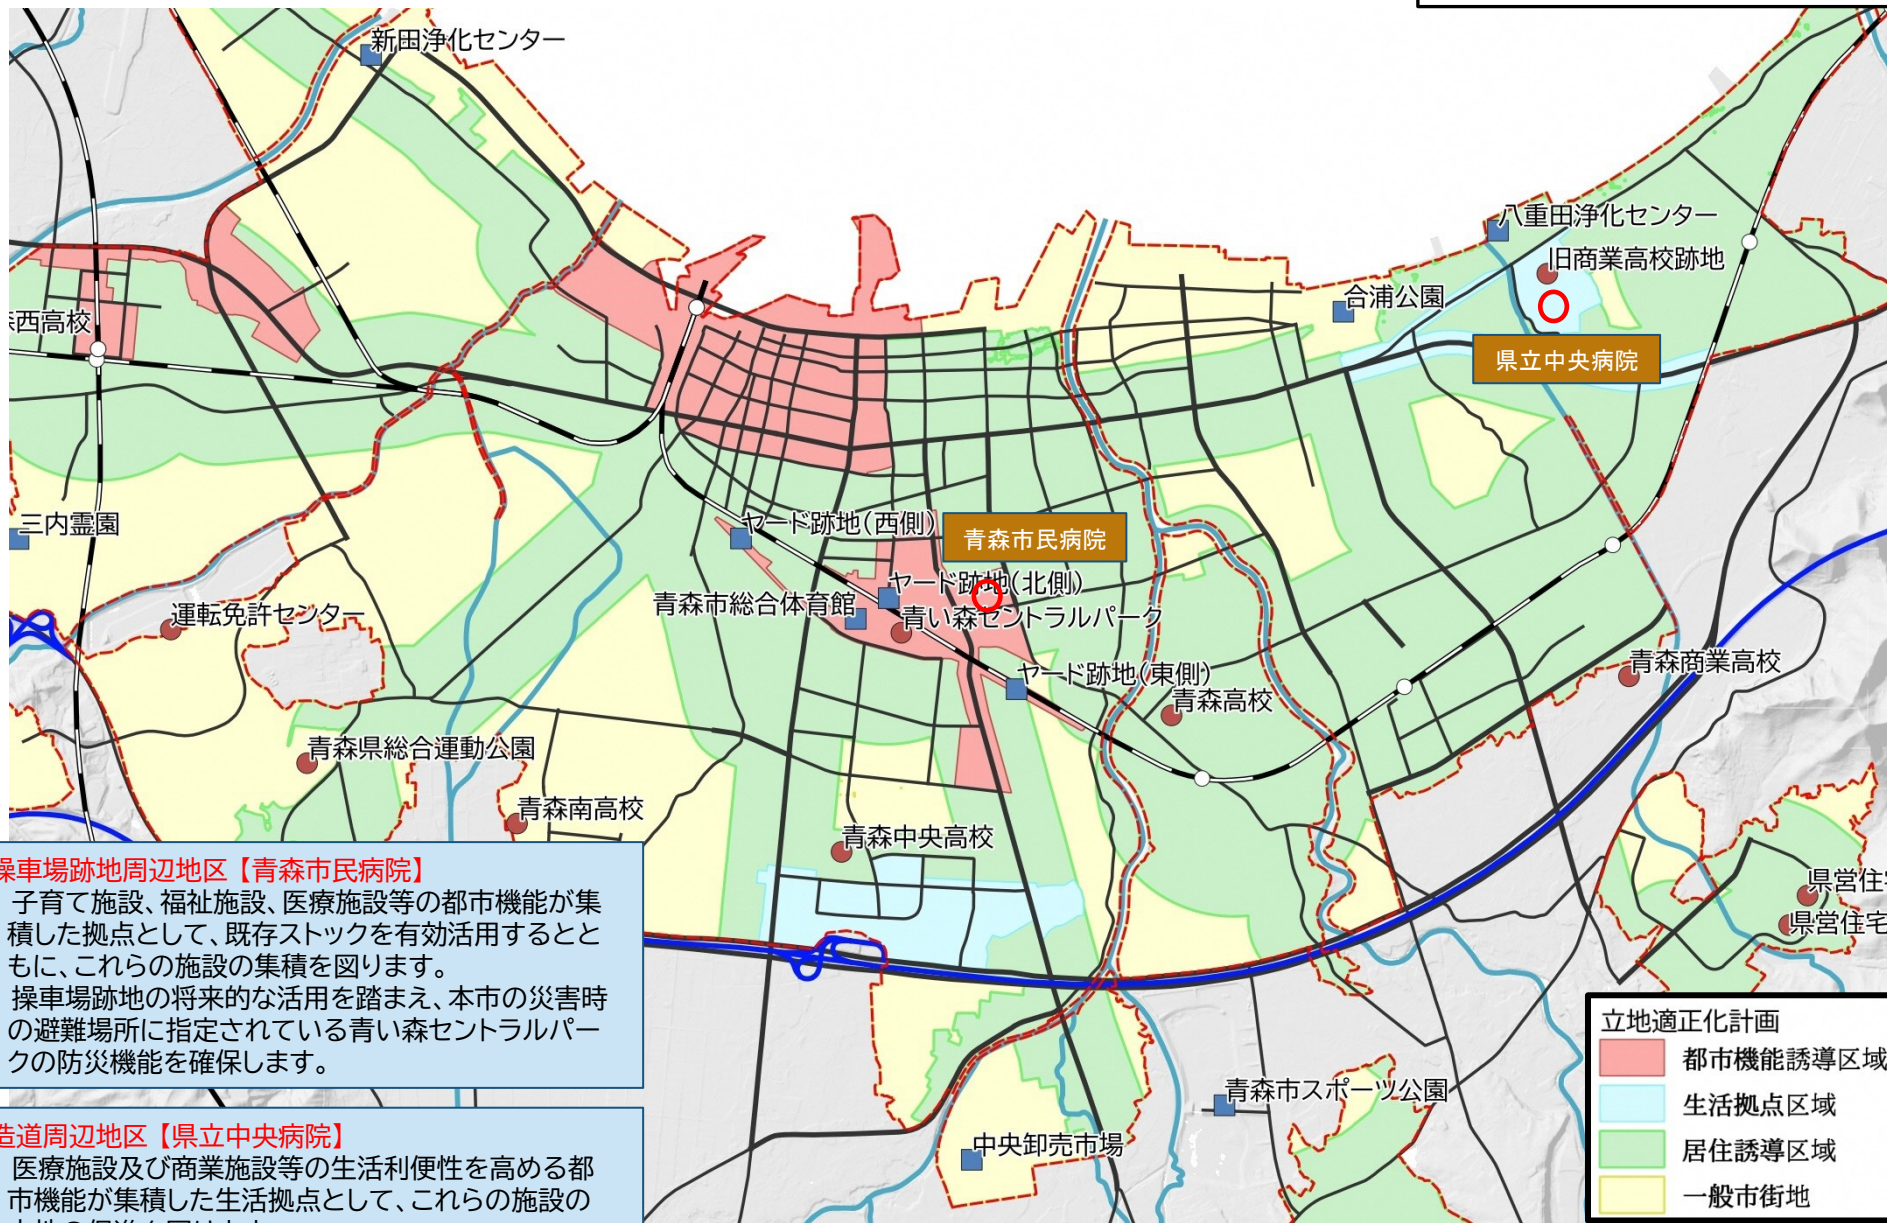 新田浄化センター
八重田浄化センター
旧商業高校跡地
合浦公園
西高校
県立中央病院
三内霊園
ヤード跡地(西側)
青森市民病院
ヤード跡地(北側)
青森市総合体育館
青い森セントラルパーク
運転免許センター
ヤード跡地(東側)
青森高校
青森商業高校
青森県総合運動公園
青森南高校
青森中央高校
県営住
県営住宅
操車場跡地周辺地区【青森市民病院】
子育て施設、福祉施設、医療施設等の都市機能が集
積した拠点として、既存ストックを有効活用するとと
もに、これらの施設の集積を図ります。
操車場跡地の将来的な活用を踏まえ、本市の災害時
の避難場所に指定されている青い森セントラルパー
クの防災機能を確保します。
造道周辺地区【県立中央病院】
医療施設及び商業施設等の生活利便性を高める都
市機能が集積した生活拠点として、これらの施設の
青森市スポーツ公園
中央卸売市場
立地適正化計画
都市機能誘導区域
生活拠点区域
居住誘導区域
一般市街地